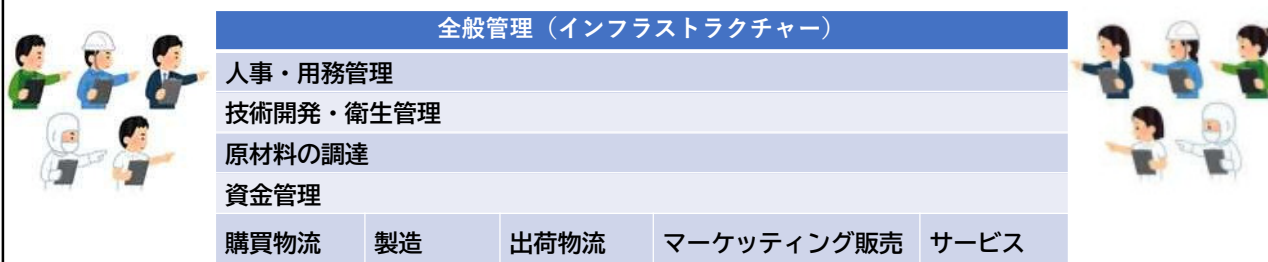 全般管理（インフラストラクチャー）
人事・用務管理
技術開発・衛生管理
原材料の調達
資金管理
購買物流 製造 出荷物流 マーケッティング販売 サービス